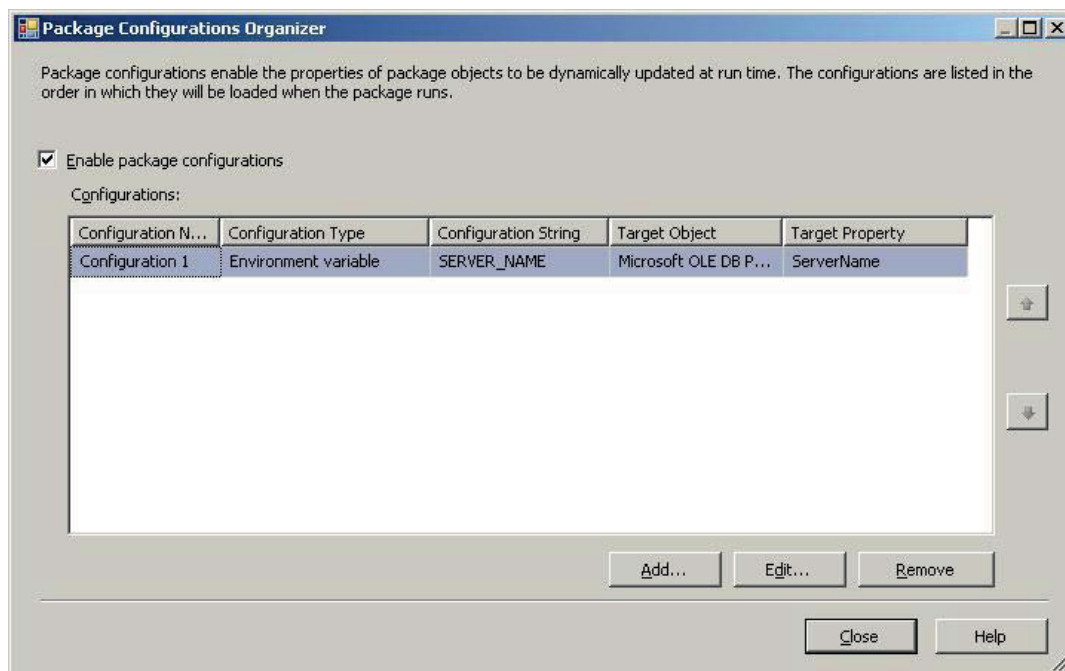 Package Configurations Organizer
Package configurations enable the properties of package objects to be dynamically updated at run time. The configurations are listed in the
order in which they will be loaded when the package runs.
Enable package configurations
Configurations:
Configuration N... Configuration Type Configuration String Target Object Target Property
Configuration 1 Environment variable SERVER_NAME Microsoft OLE DB P... ServerName
Add... Edit... Remove
Close Help